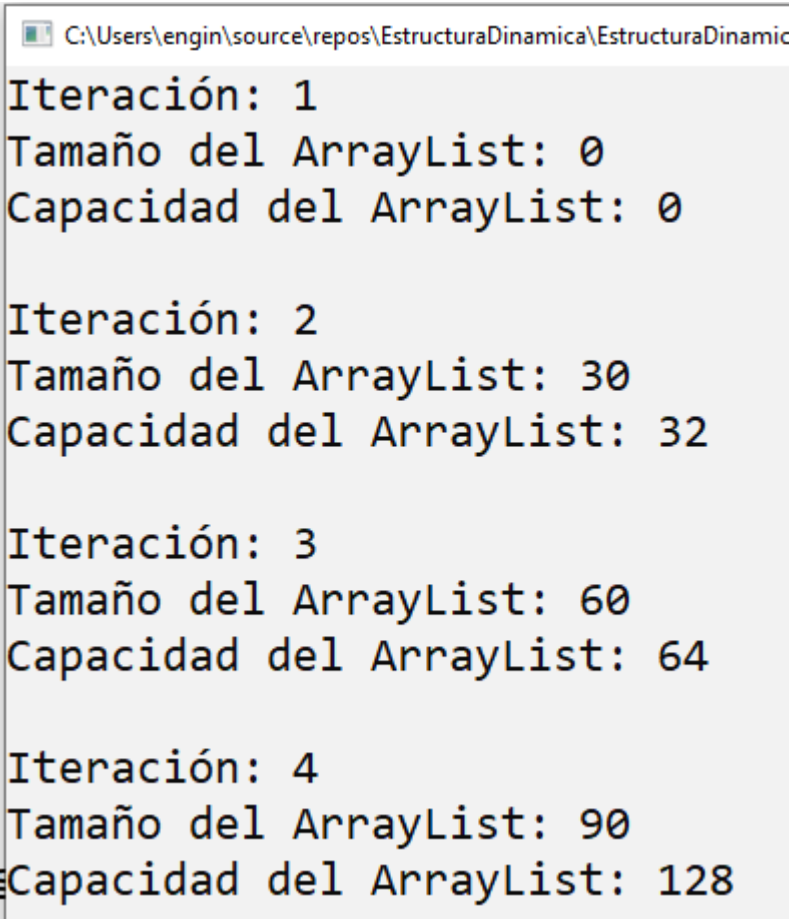 C:\Users\engin\source\repos\EstructuraDinamica\EstructuraDinamic
Iteración: 1
Tamaño del ArrayList: 0
Capacidad del ArrayList: 0
Iteración: 2
Tamaño del ArrayList: 30
Capacidad del ArrayList: 32
Iteración: 3
Tamaño del ArrayList: 60
Capacidad del ArrayList: 64
Iteración: 4
Tamaño del ArrayList: 90
Capacidad del ArrayList: 128